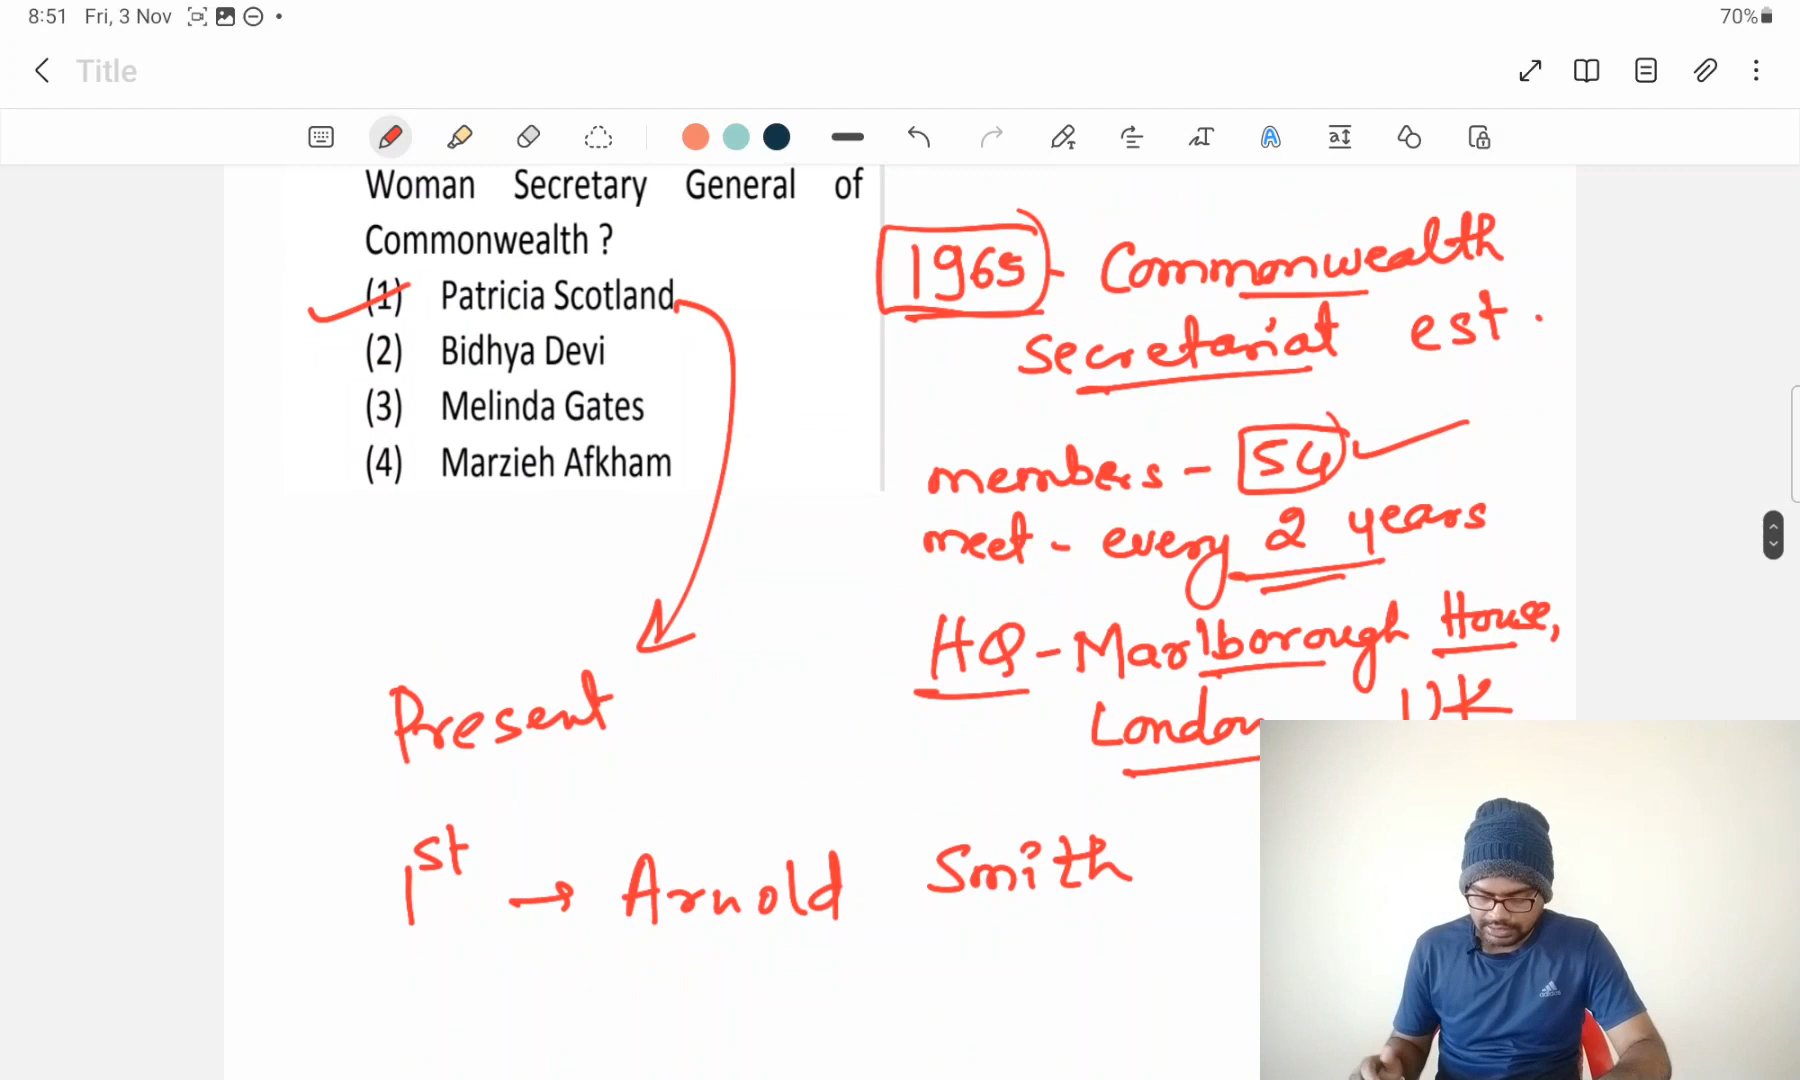 8:51 Fri, 3 Nov
70%
Title
Woman Secretary General of
Commonwealth ?
(1) Patricia Scotland
(2) Bidhya Devi
(3) Melinda Gates
(4) Marzieh Afkham
1965 - Commonwealth
secretariat est.
members - 54
meet - every 2 years
HQ - Marlborough House,
London UK
Present
1st → Arnold Smith
adidas